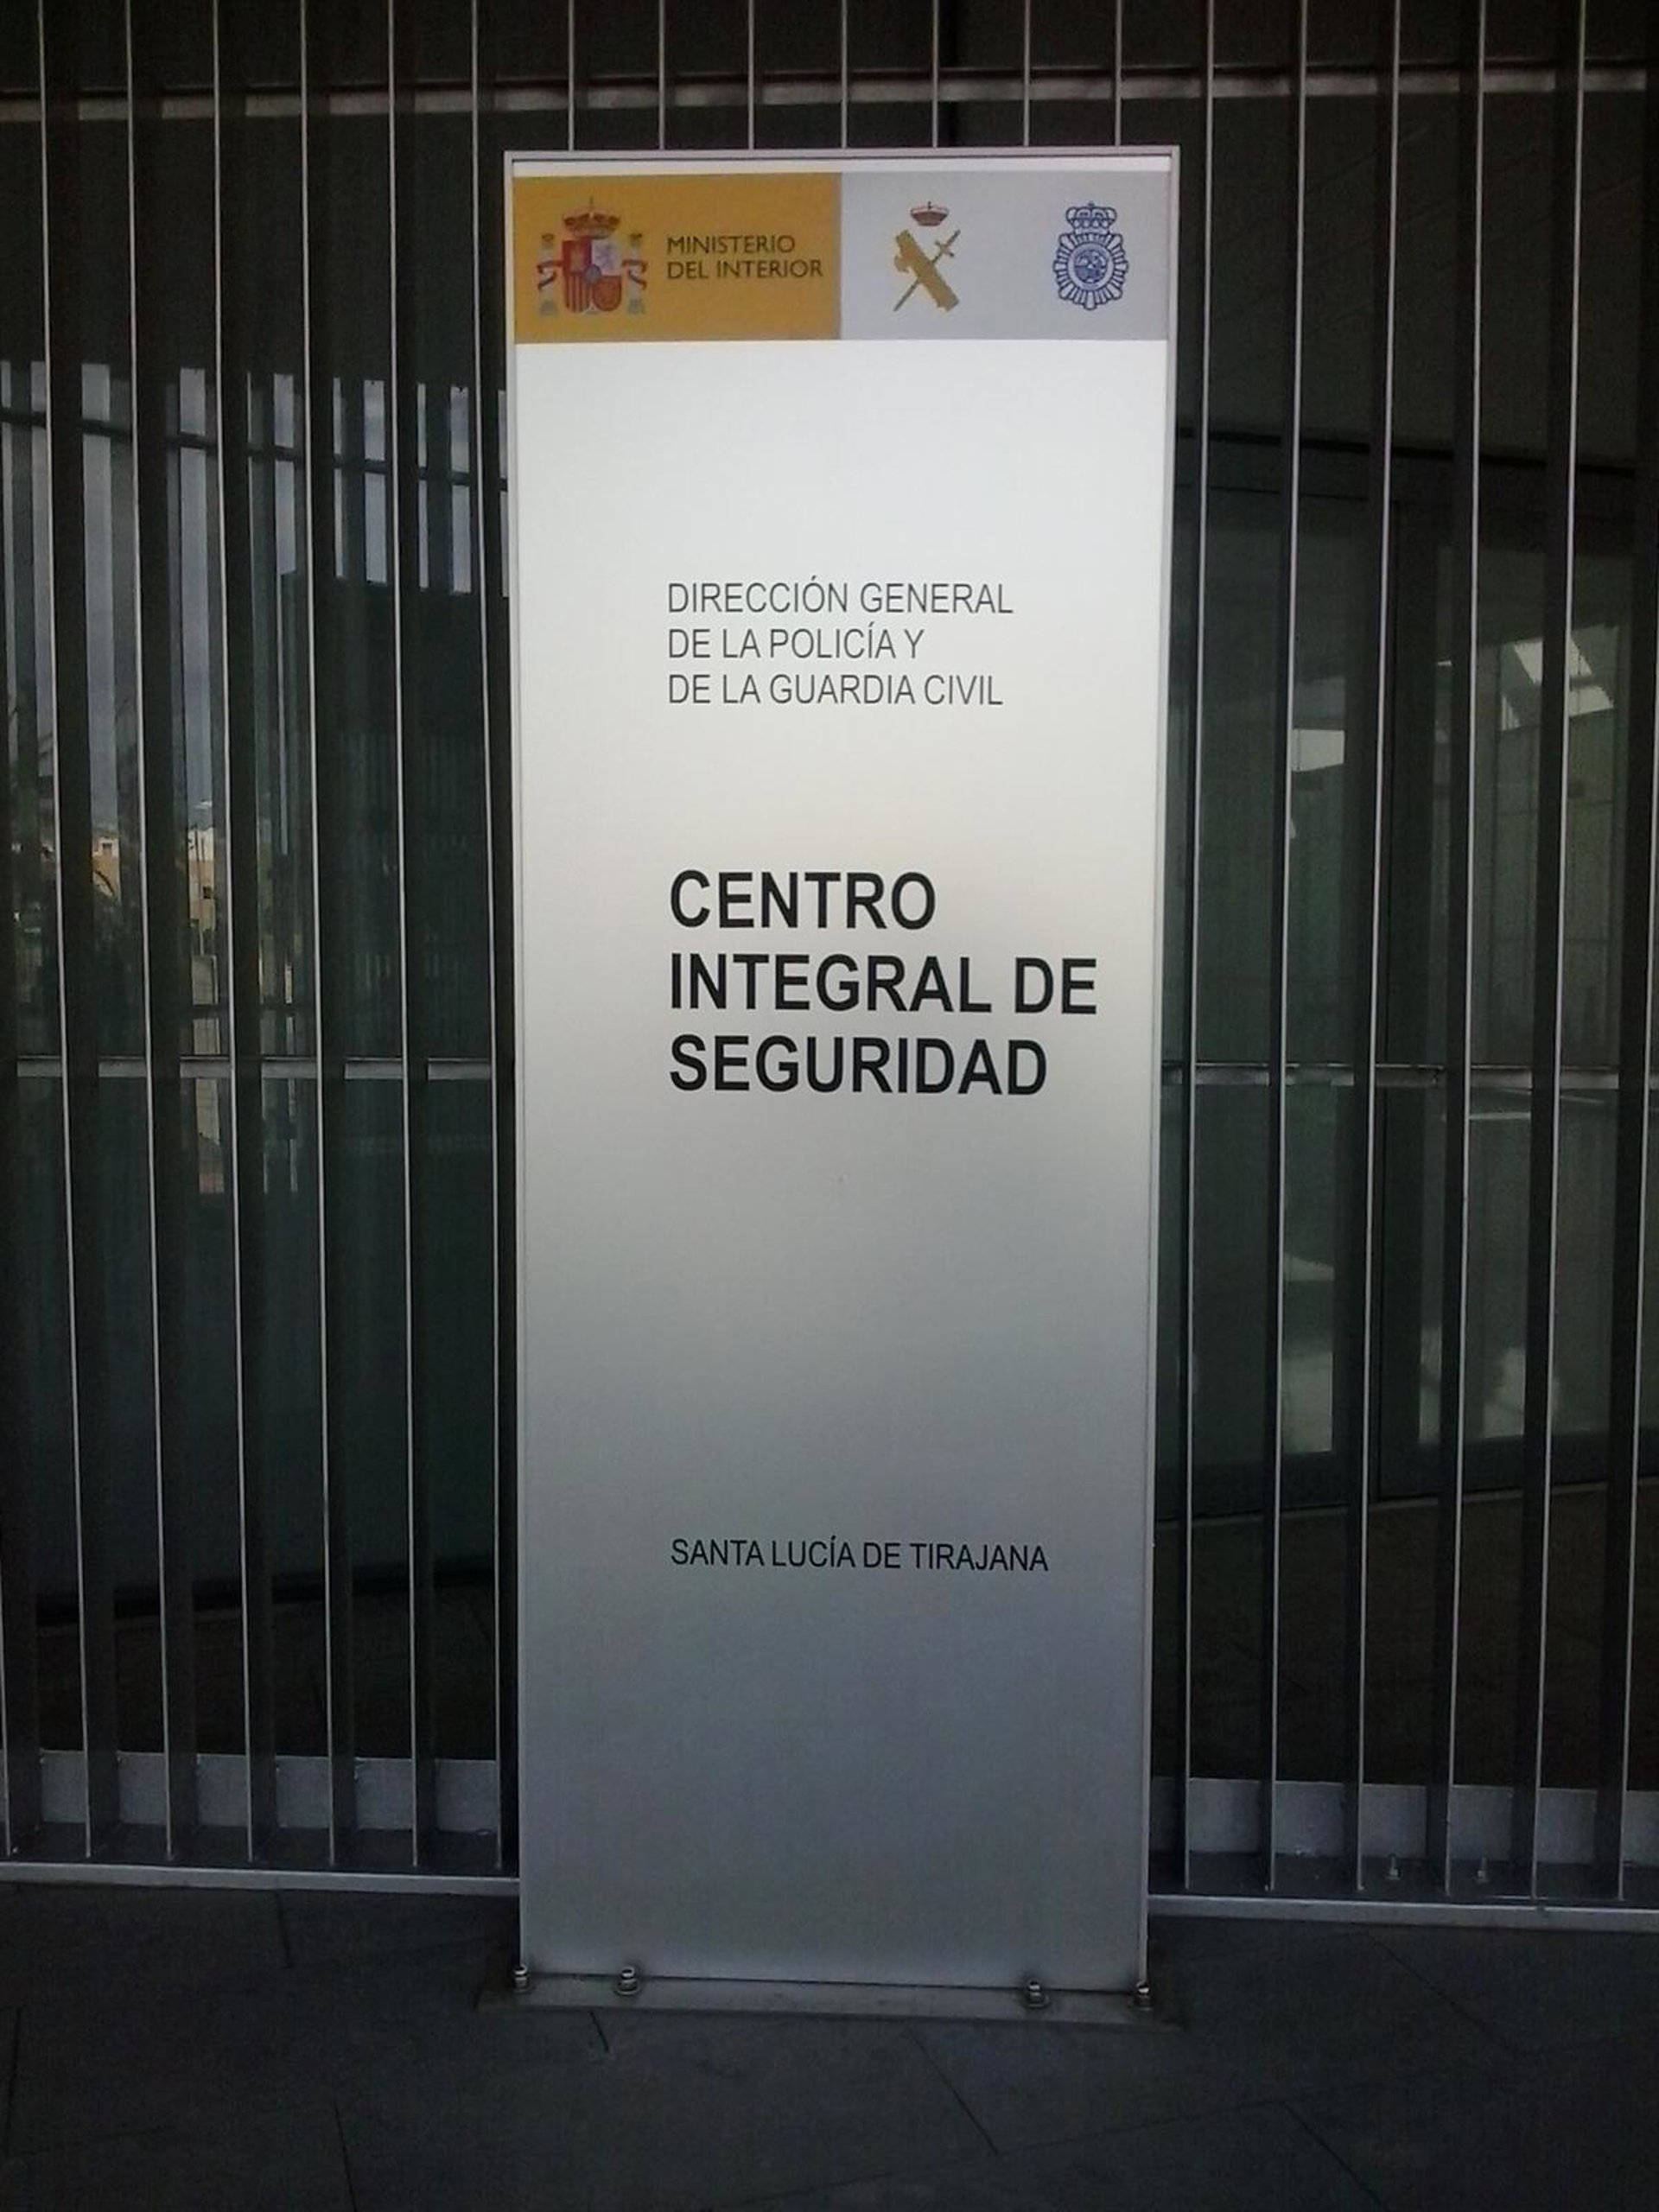 MINISTERIO
DEL INTERIOR
DIRECCIÓN GENERAL
DE LA POLICÍA Y
DE LA GUARDIA CIVIL
CENTRO
INTEGRAL DE
SEGURIDAD
SANTA LUCÍA DE TIRAJANA